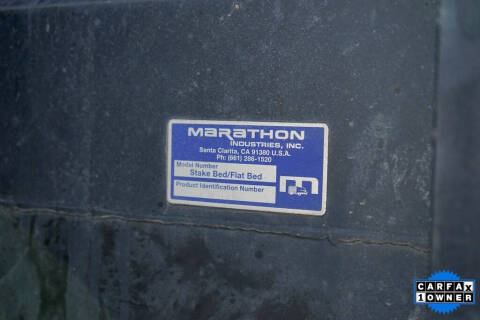 MARATHON
INDUSTRIES, INC.
Santa Clarita, CA 91380 U.S.A.
Ph: (661) 286-1520
Model Number
Stake Bed/Flat Bed
Product Identification Number
CARFAX
1 OWNER